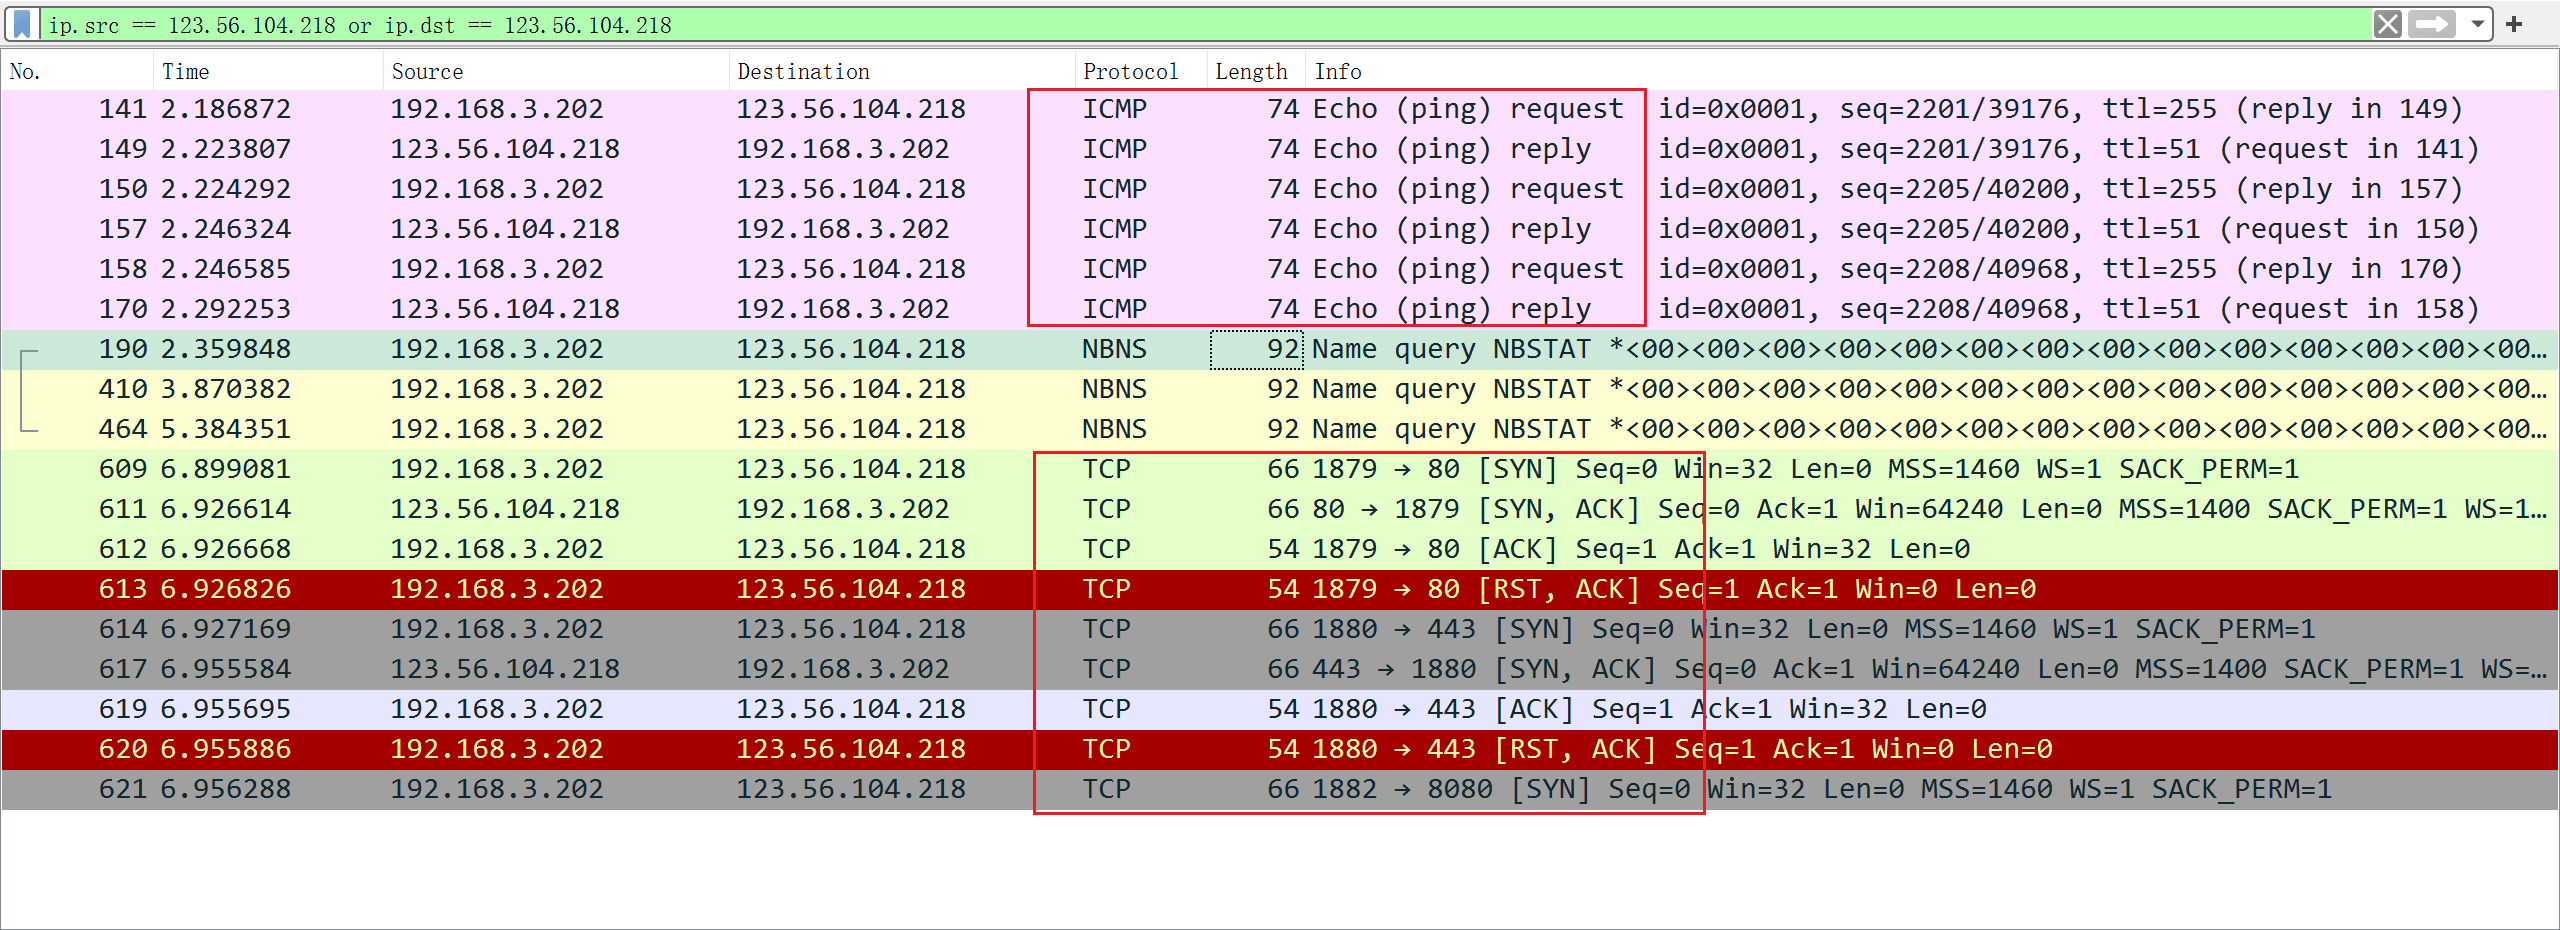 ip.src == 123.56.104.218 or ip.dst == 123.56.104.218
No. Time Source Destination Protocol Length Info
141 2.186872 192.168.3.202 123.56.104.218 ICMP 74 Echo (ping) request id=0x0001, seq=2201/39176, ttl=255 (reply in 149)
149 2.223807 123.56.104.218 192.168.3.202 ICMP 74 Echo (ping) reply id=0x0001, seq=2201/39176, ttl=51 (request in 141)
150 2.224292 192.168.3.202 123.56.104.218 ICMP 74 Echo (ping) request id=0x0001, seq=2205/40200, ttl=255 (reply in 157)
157 2.246324 123.56.104.218 192.168.3.202 ICMP 74 Echo (ping) reply id=0x0001, seq=2205/40200, ttl=51 (request in 150)
158 2.246585 192.168.3.202 123.56.104.218 ICMP 74 Echo (ping) request id=0x0001, seq=2208/40968, ttl=255 (reply in 170)
170 2.292253 123.56.104.218 192.168.3.202 ICMP 74 Echo (ping) reply id=0x0001, seq=2208/40968, ttl=51 (request in 158)
190 2.359848 192.168.3.202 123.56.104.218 NBNS 92 Name query NBSTAT *<00><00><00><00><00><00><00><00><00><00><00><00><00><00…
410 3.870382 192.168.3.202 123.56.104.218 NBNS 92 Name query NBSTAT *<00><00><00><00><00><00><00><00><00><00><00><00><00><00…
464 5.384351 192.168.3.202 123.56.104.218 NBNS 92 Name query NBSTAT *<00><00><00><00><00><00><00><00><00><00><00><00><00><00…
609 6.899081 192.168.3.202 123.56.104.218 TCP 66 1879 → 80 [SYN] Seq=0 Win=32 Len=0 MSS=1460 WS=1 SACK_PERM=1
611 6.926614 123.56.104.218 192.168.3.202 TCP 66 80 → 1879 [SYN, ACK] Seq=0 Ack=1 Win=64240 Len=0 MSS=1400 SACK_PERM=1 WS=1…
612 6.926668 192.168.3.202 123.56.104.218 TCP 54 1879 → 80 [ACK] Seq=1 Ack=1 Win=32 Len=0
613 6.926826 192.168.3.202 123.56.104.218 TCP 54 1879 → 80 [RST, ACK] Seq=1 Ack=1 Win=0 Len=0
614 6.927169 192.168.3.202 123.56.104.218 TCP 66 1880 → 443 [SYN] Seq=0 Win=32 Len=0 MSS=1460 WS=1 SACK_PERM=1
617 6.955584 123.56.104.218 192.168.3.202 TCP 66 443 → 1880 [SYN, ACK] Seq=0 Ack=1 Win=64240 Len=0 MSS=1400 SACK_PERM=1 WS=…
619 6.955695 192.168.3.202 123.56.104.218 TCP 54 1880 → 443 [ACK] Seq=1 Ack=1 Win=32 Len=0
620 6.955886 192.168.3.202 123.56.104.218 TCP 54 1880 → 443 [RST, ACK] Seq=1 Ack=1 Win=0 Len=0
621 6.956288 192.168.3.202 123.56.104.218 TCP 66 1882 → 8080 [SYN] Seq=0 Win=32 Len=0 MSS=1460 WS=1 SACK_PERM=1